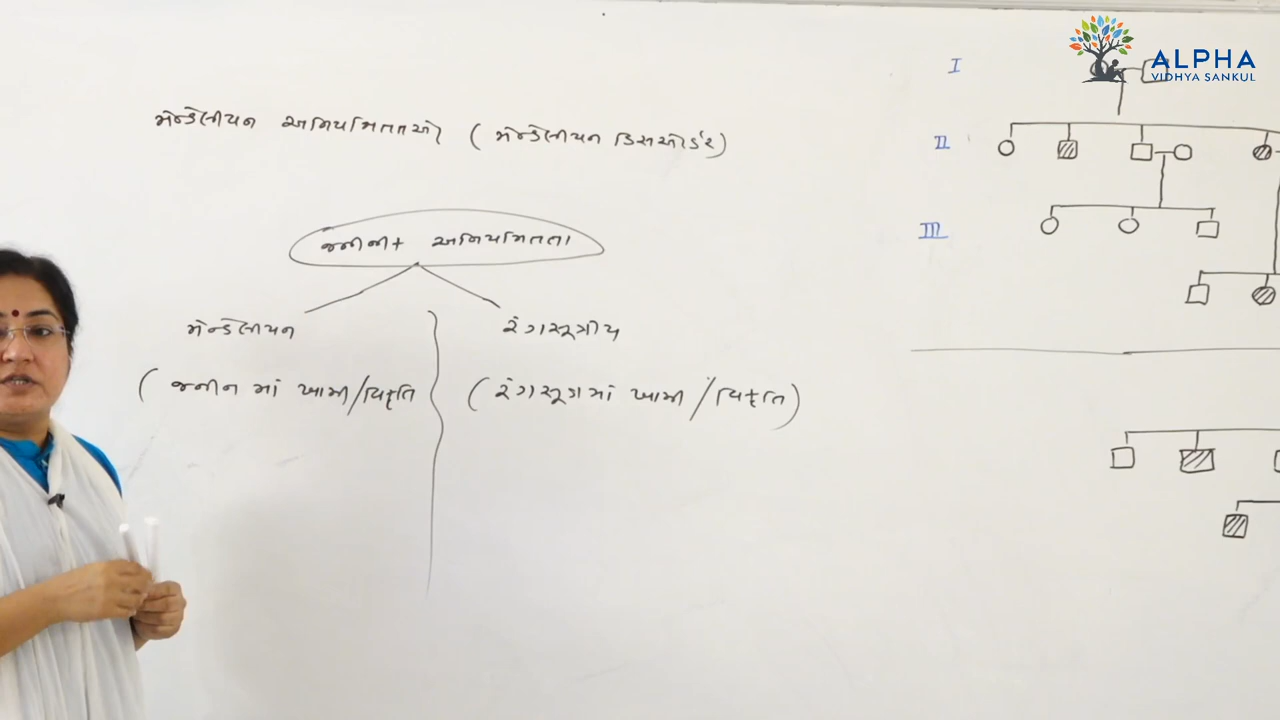 મેન્ડેલીયન અનિયમિતતાઓ (મેન્ડેલીયન ડિસઓર્ડર)
જનીનિક અનિયમિતતા
મેન્ડેલીયન
રંગસૂત્રીય
(જનીન માં ખામી/વિકૃતિ
(રંગસૂત્રમાં ખામી/વિકૃતિ)
I
II
III
ALPHA
VIDHYA SANKUL